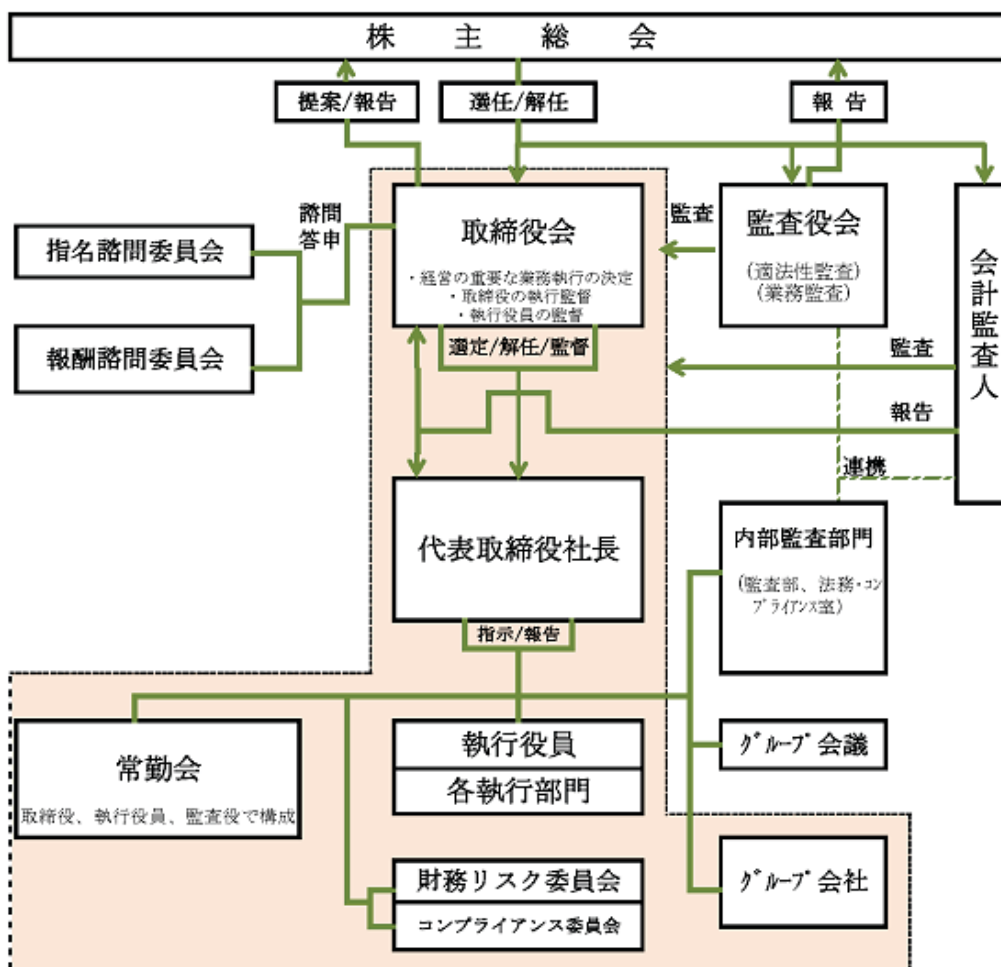 株主総会
提案/報告
選任/解任
報告
諮問
答申
指名諮問委員会
報酬諮問委員会
取締役会
・経営の重要な業務執行の決定
・取締役の執行監督
・執行役員の監督
選定/解任/監督
監査
監査役会
(適法性監査)
(業務監査)
会計監査人
監査
報告
連携
代表取締役社長
指示/報告
内部監査部門
(監査部、法務・コン
プライアンス室)
常勤会
取締役、執行役員、監査役で構成
執行役員
各執行部門
グループ会議
財務リスク委員会
コンプライアンス委員会
グループ会社